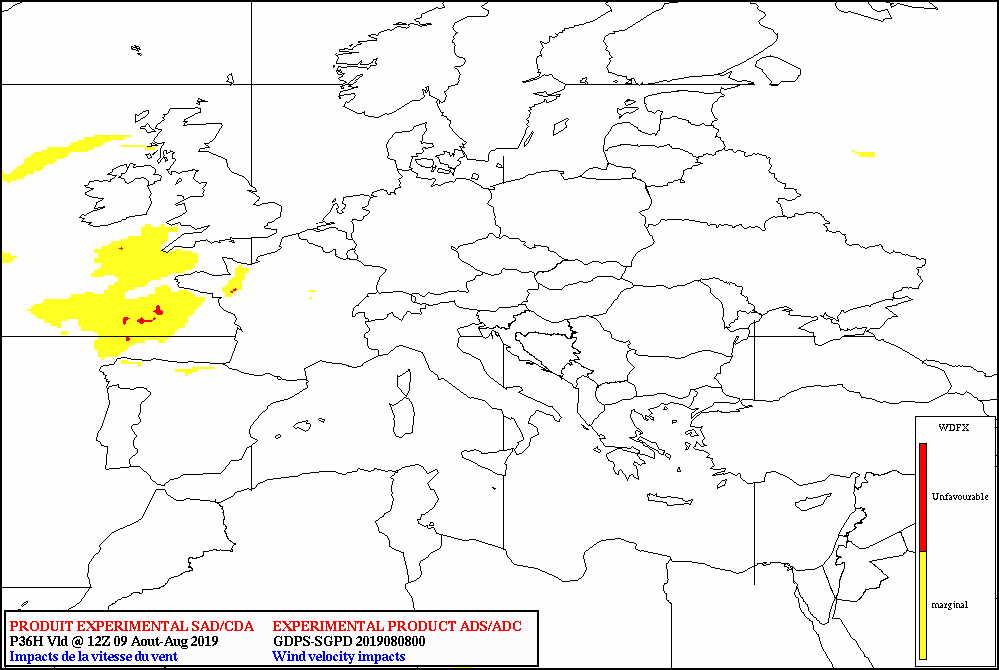 WDFX
Unfavourable
marginal
PRODUIT EXPERIMENTAL SAD/CDA EXPERIMENTAL PRODUCT ADS/ADC
P36H Vld @ 12Z 09 Aout-Aug 2019 GDPS-SGPD 2019080800
Impacts de la vitesse du vent Wind velocity impacts